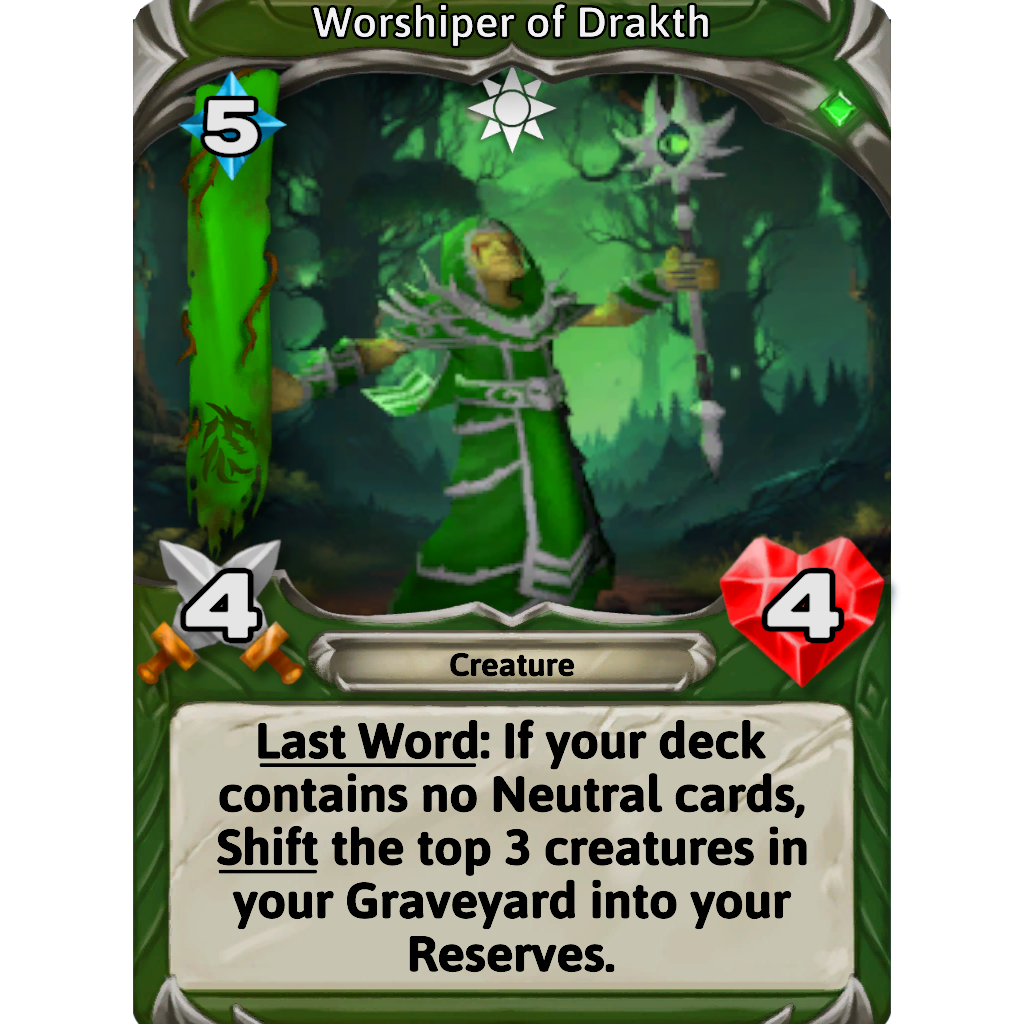 Worshiper of Drakth
5
4
4
Creature
Last Word: If your deck
contains no Neutral cards,
Shift the top 3 creatures in
your Graveyard into your
Reserves.